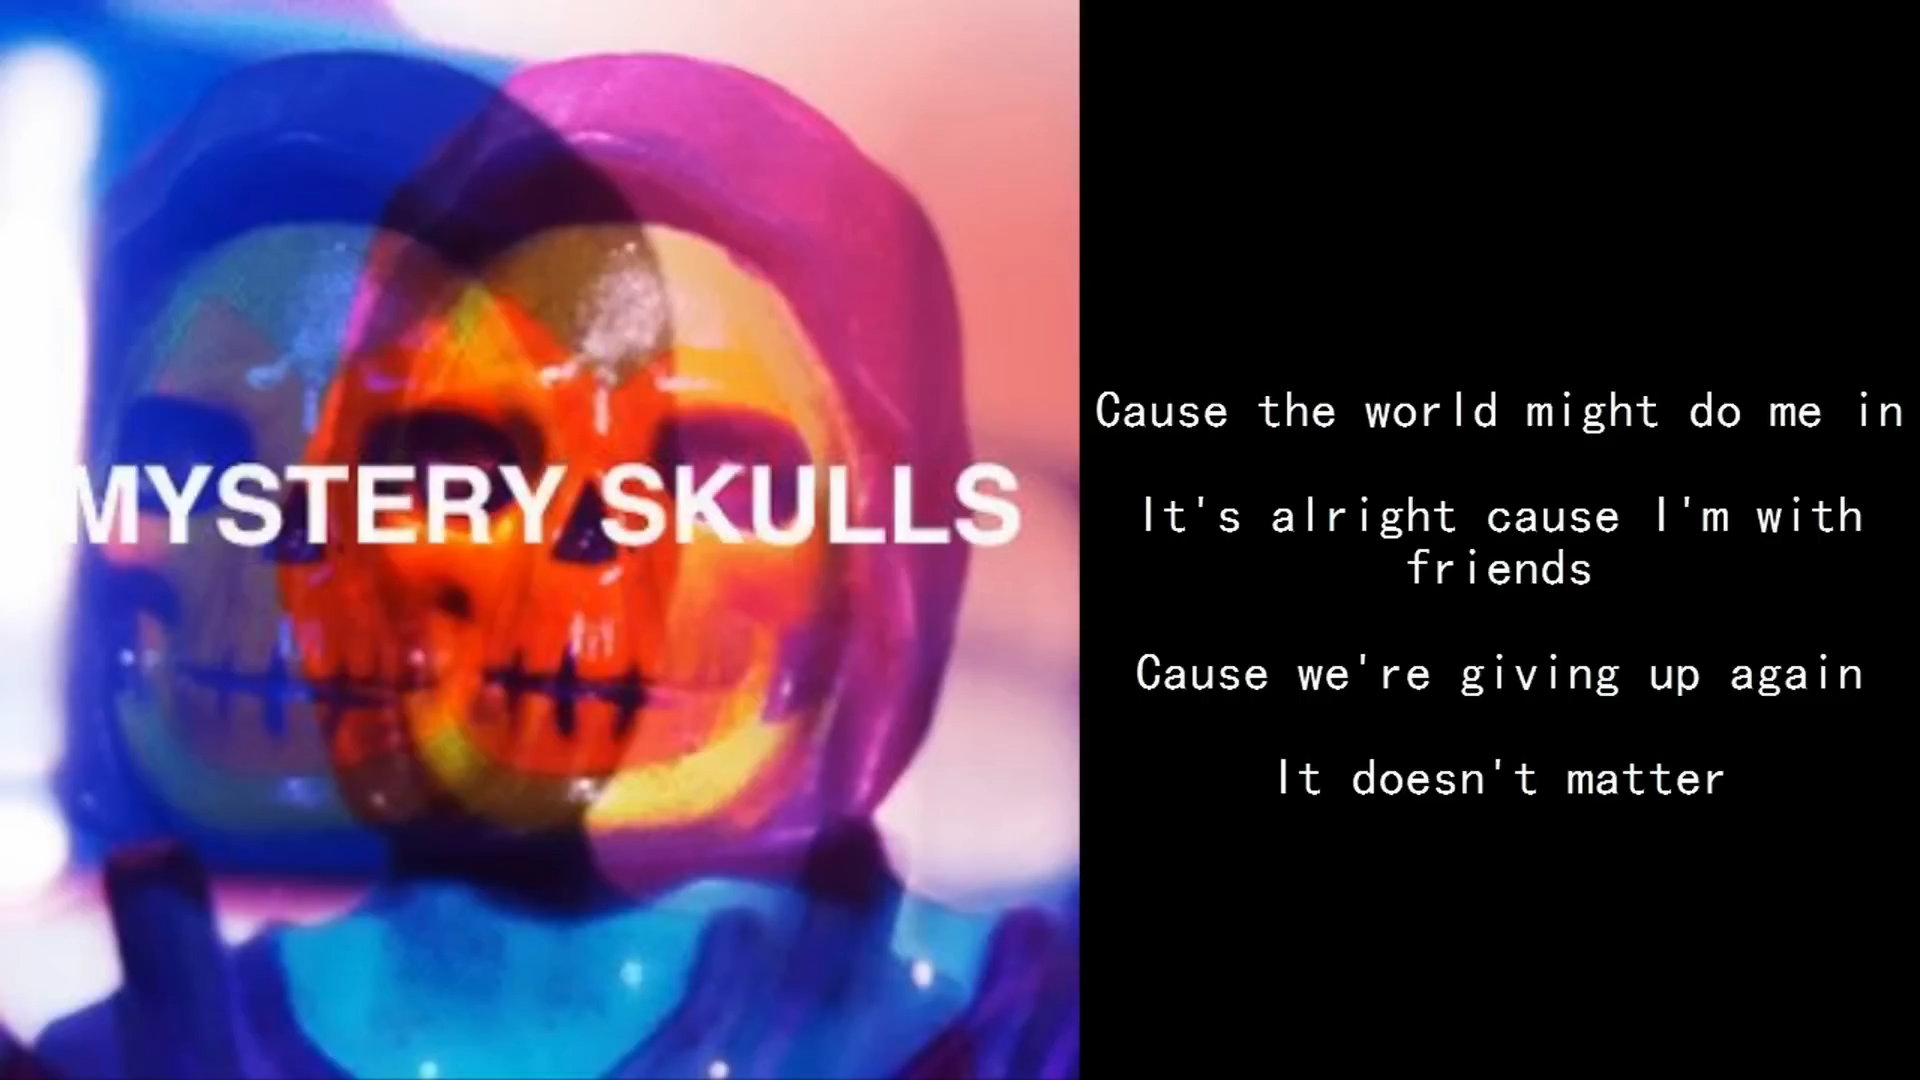 MYSTERY SKULLS
Cause the world might do me in
It's alright cause I'm with
friends
Cause we're giving up again
It doesn't matter